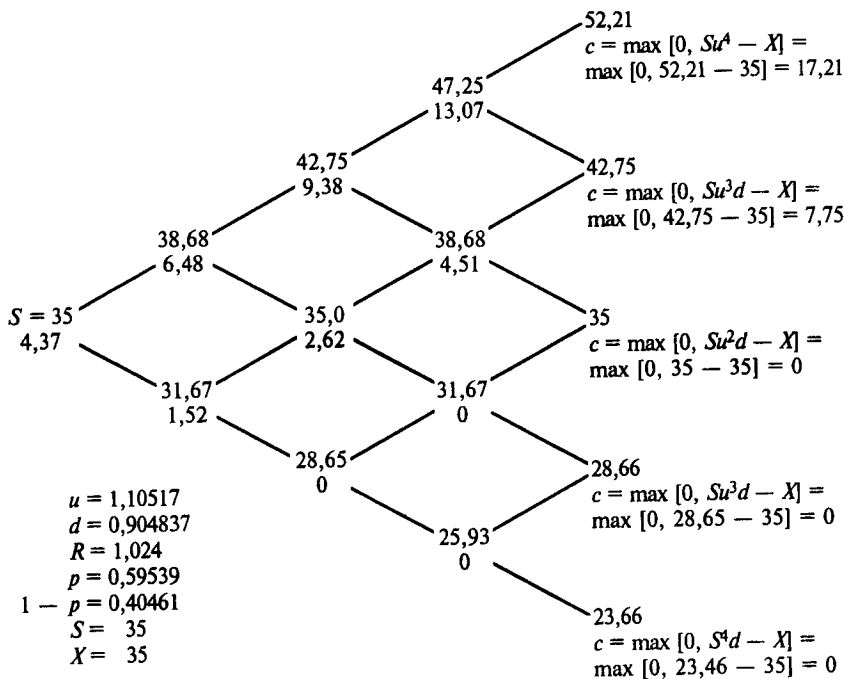 52,21
c = max [0, Su⁴ — X] =
max [0, 52,21 — 35] = 17,21
47,25
13,07
42,75
9,38
42,75
c = max [0, Su³d — X] =
max [0, 42,75 — 35] = 7,75
38,68
6,48
38,68
4,51
S = 35
4,37
35,0
2,62
35
c = max [0, Su²d — X] =
max [0, 35 — 35] = 0
31,67
1,52
31,67
0
28,65
0
28,66
c = max [0, Su³d — X] =
max [0, 28,65 — 35] = 0
25,93
0
u = 1,10517
d = 0,904837
R = 1,024
p = 0,59539
1 — p = 0,40461
S = 35
X = 35
23,66
c = max [0, S⁴d — X] =
max [0, 23,46 — 35] = 0